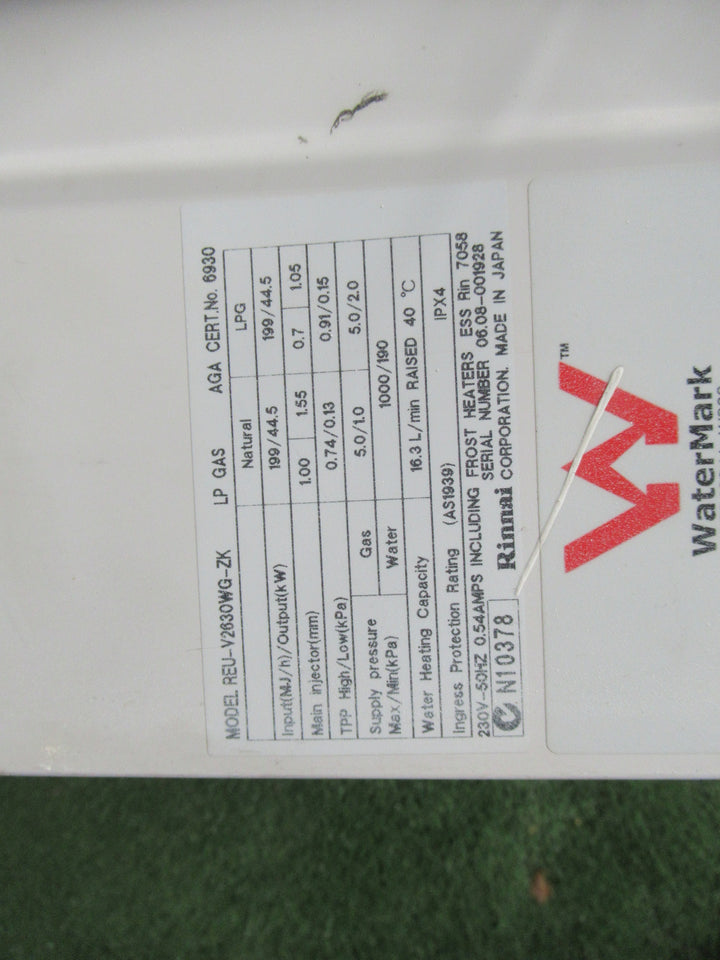 MODEL REU-V2630WG-ZK LP GAS AGA CERT.No. 6930
Natural LPG
Input(MJ/h)/Output(kW) 199/44.5 199/44.5
Main injector(mm) 1.00 1.55 0.7 1.05
TPP High/Low(kPa) 0.74/0.13 0.91/0.15
Supply pressure Gas 5.0/1.0 5.0/2.0
Max/Min(kPa) Water 1000/190
Water Heating Capacity 16.3L/min RAISED 40 ℃
Ingress Protection Rating (AS1939) IPX4
230V-50HZ 0.54AMPS INCLUDING FROST HEATERS ESS Rin 7058
SERIAL NUMBER 06.08-001928
N10378 Rinnai CORPORATION. MADE IN JAPAN
TM
WaterMark